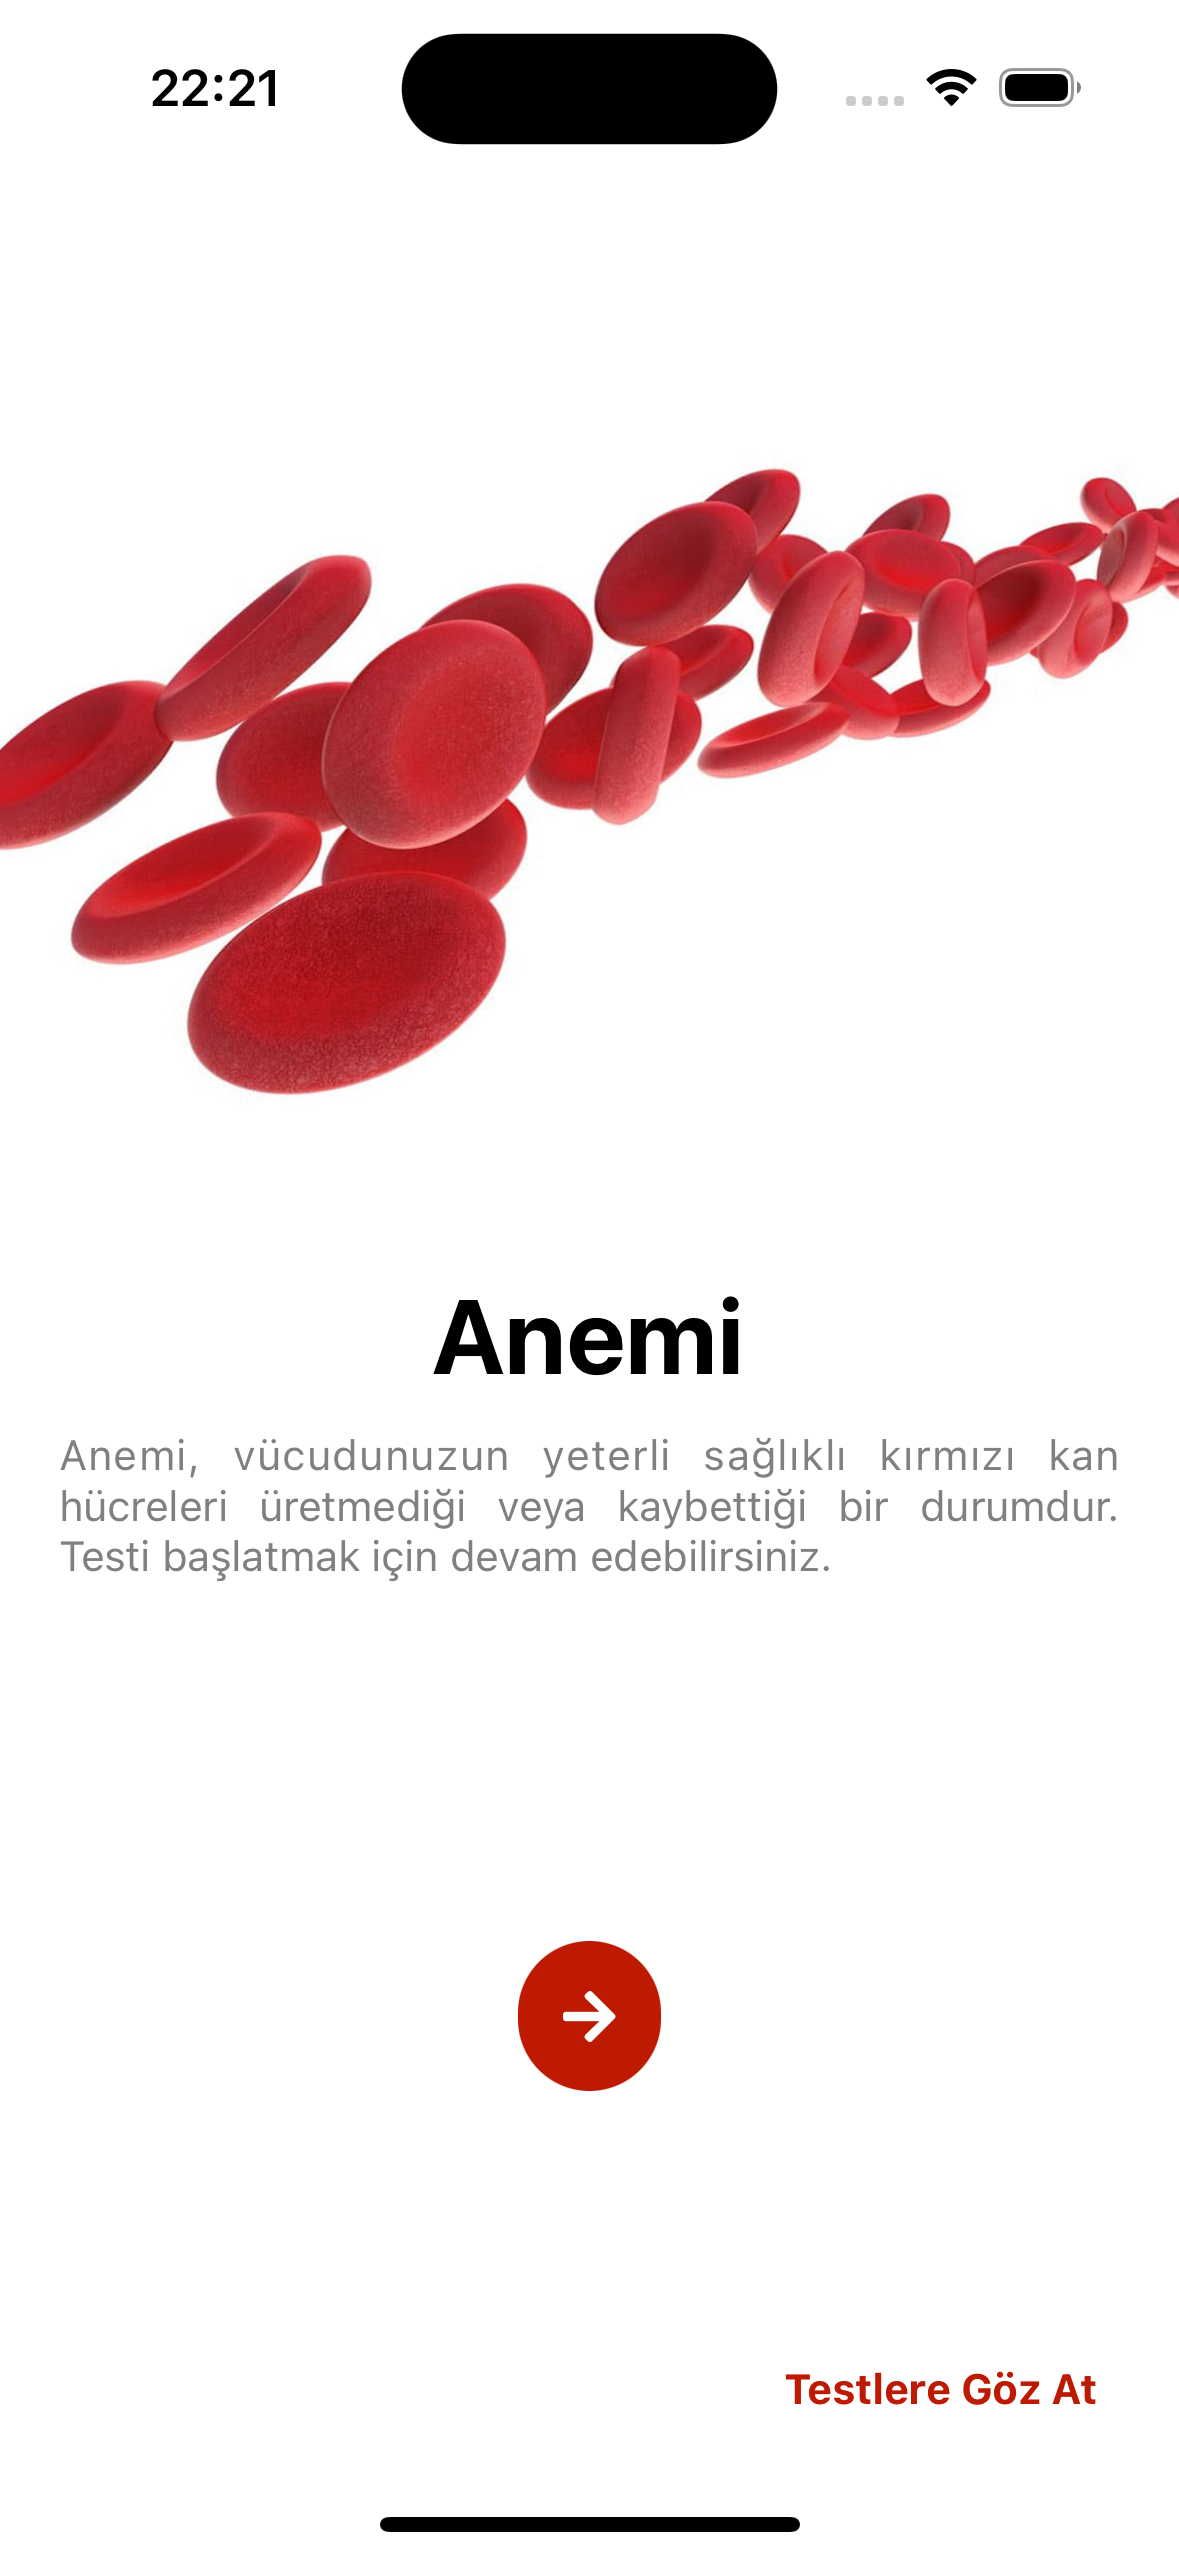 22:21
Anemi
Anemi, vücudunuzun yeterli sağlıklı kırmızı kan
hücreleri üretmediği veya kaybettiği bir durumdur.
Testi başlatmak için devam edebilirsiniz.
Testlere Göz At